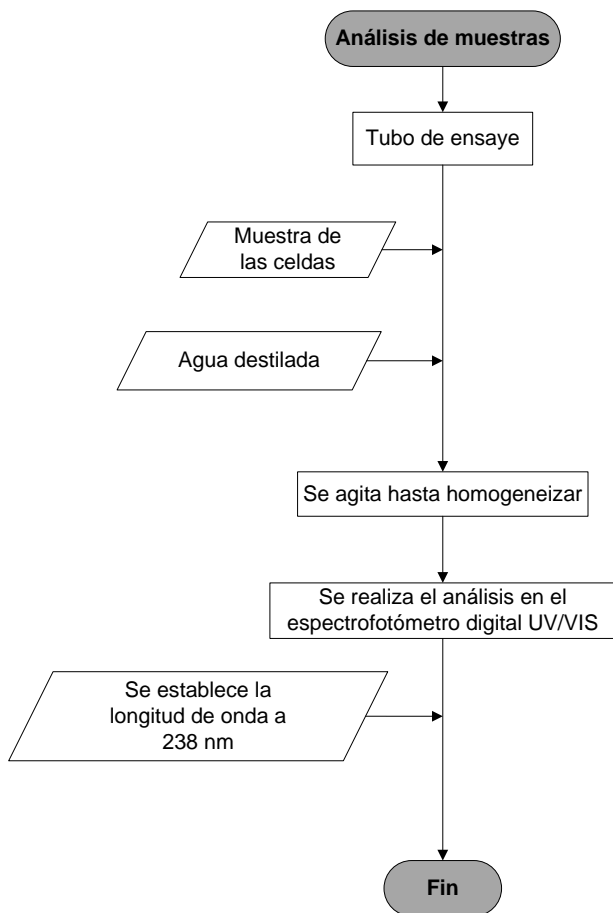 Análisis de muestras
Tubo de ensaye
Muestra de
las celdas
Agua destilada
Se agita hasta homogeneizar
Se realiza el análisis en el
espectrofotómetro digital UV/VIS
Se establece la
longitud de onda a
238 nm
Fin